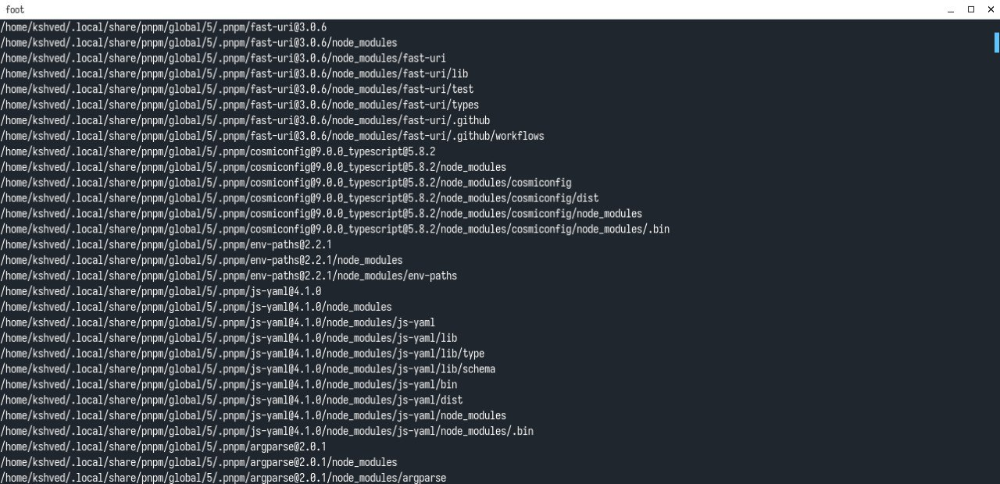 foot
/home/kshved/.local/share/pnpm/global/5/.pnpm/fast-uri@3.0.6
/home/kshved/.local/share/pnpm/global/5/.pnpm/fast-uri@3.0.6/node_modules
/home/kshved/.local/share/pnpm/global/5/.pnpm/fast-uri@3.0.6/node_modules/fast-uri
/home/kshved/.local/share/pnpm/global/5/.pnpm/fast-uri@3.0.6/node_modules/fast-uri/lib
/home/kshved/.local/share/pnpm/global/5/.pnpm/fast-uri@3.0.6/node_modules/fast-uri/test
/home/kshved/.local/share/pnpm/global/5/.pnpm/fast-uri@3.0.6/node_modules/fast-uri/types
/home/kshved/.local/share/pnpm/global/5/.pnpm/fast-uri@3.0.6/node_modules/fast-uri/.github
/home/kshved/.local/share/pnpm/global/5/.pnpm/fast-uri@3.0.6/node_modules/fast-uri/.github/workflows
/home/kshved/.local/share/pnpm/global/5/.pnpm/cosmiconfig@9.0.0_typescript@5.8.2
/home/kshved/.local/share/pnpm/global/5/.pnpm/cosmiconfig@9.0.0_typescript@5.8.2/node_modules
/home/kshved/.local/share/pnpm/global/5/.pnpm/cosmiconfig@9.0.0_typescript@5.8.2/node_modules/cosmiconfig
/home/kshved/.local/share/pnpm/global/5/.pnpm/cosmiconfig@9.0.0_typescript@5.8.2/node_modules/cosmiconfig/dist
/home/kshved/.local/share/pnpm/global/5/.pnpm/cosmiconfig@9.0.0_typescript@5.8.2/node_modules/cosmiconfig/node_modules
/home/kshved/.local/share/pnpm/global/5/.pnpm/cosmiconfig@9.0.0_typescript@5.8.2/node_modules/cosmiconfig/node_modules/.bin
/home/kshved/.local/share/pnpm/global/5/.pnpm/env-paths@2.2.1
/home/kshved/.local/share/pnpm/global/5/.pnpm/env-paths@2.2.1/node_modules
/home/kshved/.local/share/pnpm/global/5/.pnpm/env-paths@2.2.1/node_modules/env-paths
/home/kshved/.local/share/pnpm/global/5/.pnpm/js-yaml@4.1.0
/home/kshved/.local/share/pnpm/global/5/.pnpm/js-yaml@4.1.0/node_modules
/home/kshved/.local/share/pnpm/global/5/.pnpm/js-yaml@4.1.0/node_modules/js-yaml
/home/kshved/.local/share/pnpm/global/5/.pnpm/js-yaml@4.1.0/node_modules/js-yaml/lib
/home/kshved/.local/share/pnpm/global/5/.pnpm/js-yaml@4.1.0/node_modules/js-yaml/lib/type
/home/kshved/.local/share/pnpm/global/5/.pnpm/js-yaml@4.1.0/node_modules/js-yaml/lib/schema
/home/kshved/.local/share/pnpm/global/5/.pnpm/js-yaml@4.1.0/node_modules/js-yaml/bin
/home/kshved/.local/share/pnpm/global/5/.pnpm/js-yaml@4.1.0/node_modules/js-yaml/dist
/home/kshved/.local/share/pnpm/global/5/.pnpm/js-yaml@4.1.0/node_modules/js-yaml/node_modules
/home/kshved/.local/share/pnpm/global/5/.pnpm/js-yaml@4.1.0/node_modules/js-yaml/node_modules/.bin
/home/kshved/.local/share/pnpm/global/5/.pnpm/argparse@2.0.1
/home/kshved/.local/share/pnpm/global/5/.pnpm/argparse@2.0.1/node_modules
/home/kshved/.local/share/pnpm/global/5/.pnpm/argparse@2.0.1/node_modules/argparse